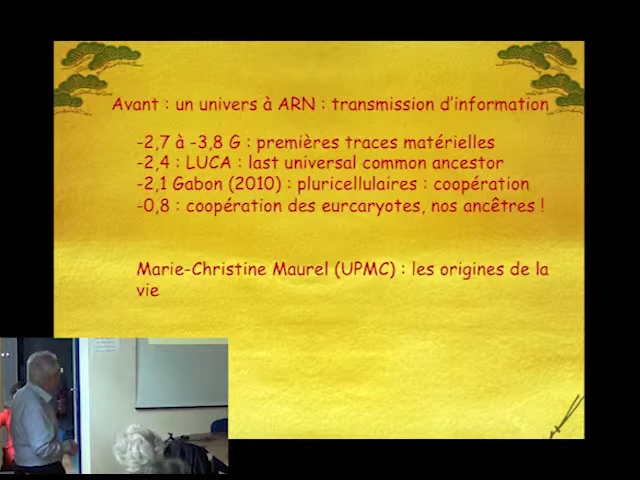 Avant : un univers à ARN : transmission d'information
-2,7 à -3,8 G : premières traces matérielles
-2,4 : LUCA : last universal common ancestor
-2,1 Gabon (2010) : pluricellulaires : coopération
-0,8 : coopération des eurcaryotes, nos ancêtres !
Marie-Christine Maurel (UPMC) : les origines de la
vie